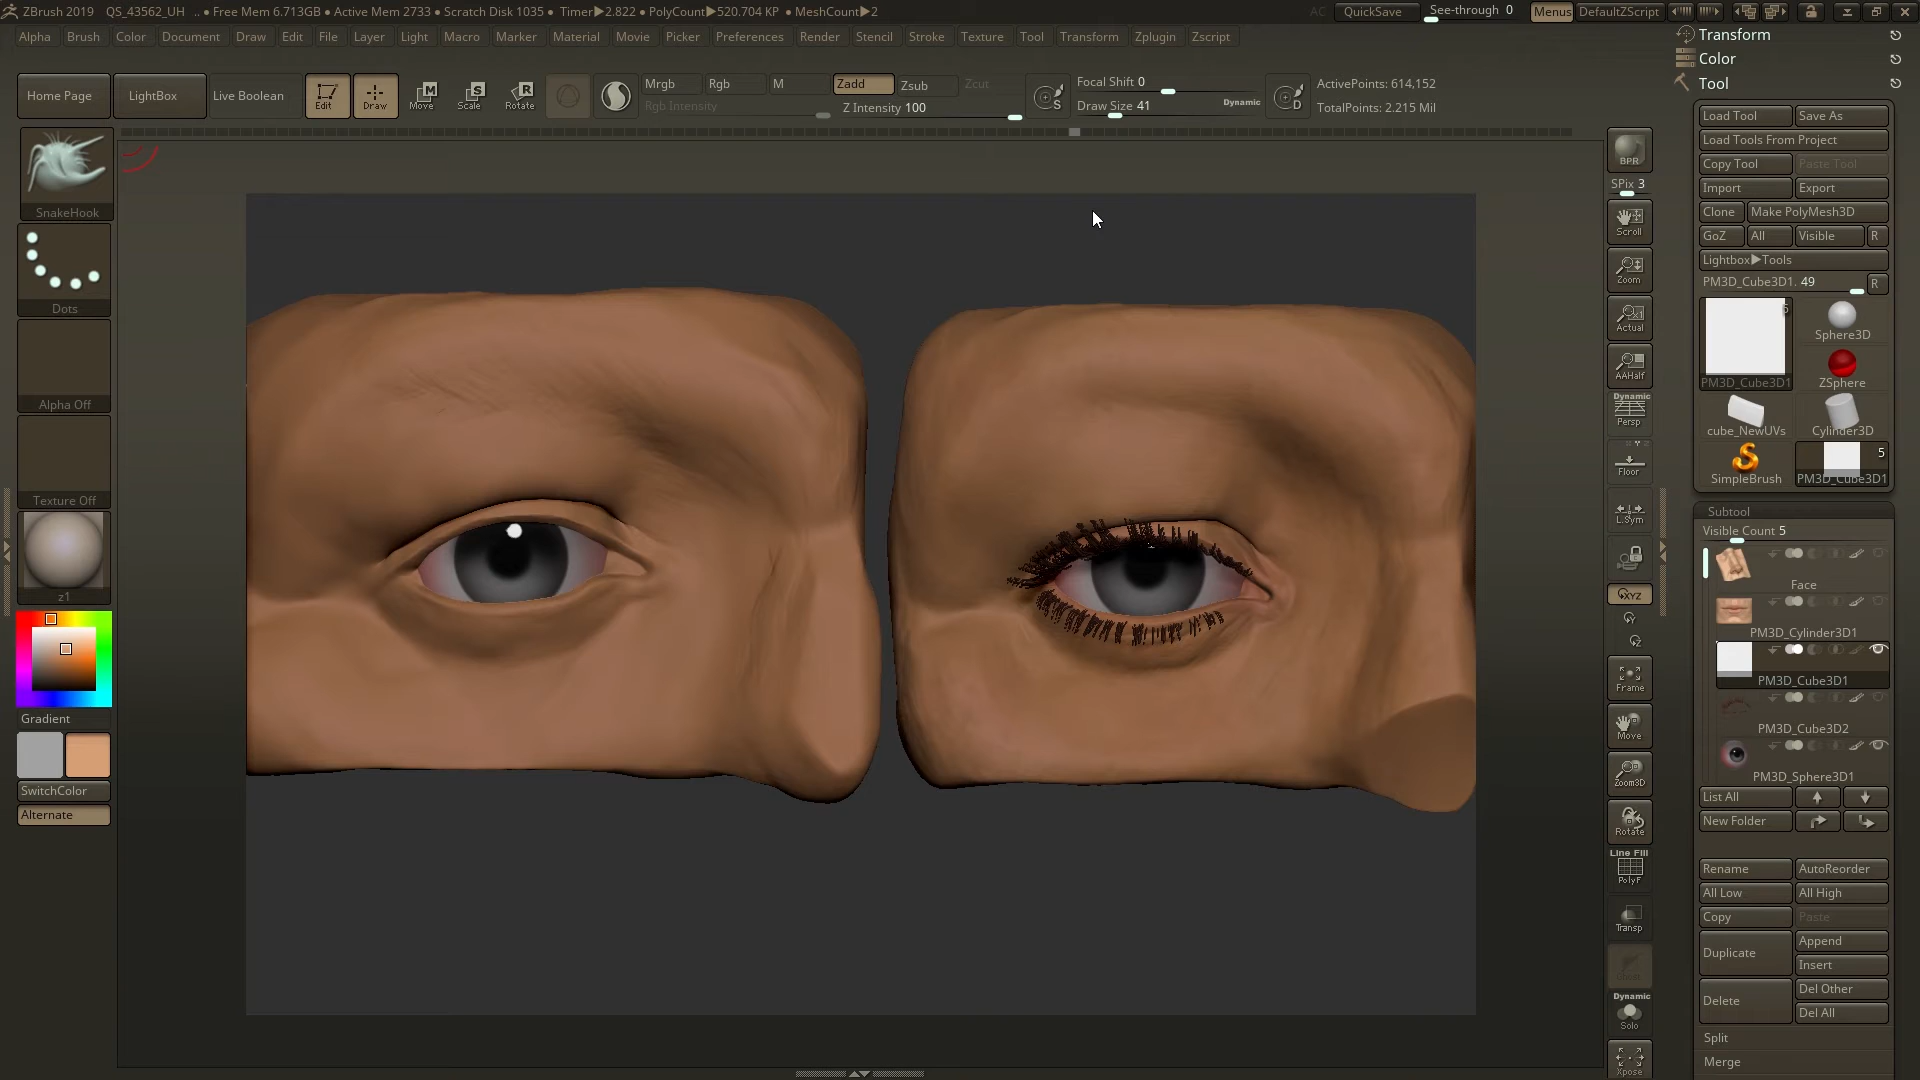 ZBrush 2019 QS_43562_UH .. • Free Mem 6.713GB • Active Mem 2733 • Scratch Disk 1035 • Timer▶2.822 • PolyCount▶520.704 KP • MeshCount▶2 AC QuickSave See-through 0 Menus DefaultZScript
Alpha Brush Color Document Draw Edit File Layer Light Macro Marker Material Movie Picker Preferences Render Stencil Stroke Texture Tool Transform Zplugin Zscript
Home Page LightBox Live Boolean Edit Draw Move Scale Rotate
M S R
Mrgb Rgb M Zadd Zsub Zcut
Rgb Intensity Z Intensity 100
S Focal Shift 0
Draw Size 41 Dynamic
D ActivePoints: 614,152
TotalPoints: 2.215 Mil
SnakeHook
Dots
Alpha Off
Texture Off
z1
Gradient
SwitchColor
Alternate
BPR
SPix 3
Scroll
Zoom
Actual
AAHalf
Dynamic
Persp
Floor
L.Sym
XYZ
Y
Z
Frame
Move
Zoom3D
Rotate
Line Fill
PolyF
Transp
Dynamic
Solo
Xpose
Transform
Color
Tool
Load Tool Save As
Load Tools From Project
Copy Tool Paste Tool
Import Export
Clone Make PolyMesh3D
GoZ All Visible R
Lightbox▶Tools
PM3D_Cube3D1. 49 R
5
PM3D_Cube3D1
Sphere3D
ZSphere
cube_NewUVs Cylinder3D
5
SimpleBrush PM3D_Cube3D1
Subtool
Visible Count 5
Face
PM3D_Cylinder3D1
PM3D_Cube3D1
PM3D_Cube3D2
PM3D_Sphere3D1
List All
New Folder
Rename AutoReorder
All Low All High
Copy Paste
Duplicate Append
Insert
Delete Del Other
Del All
Split
Merge